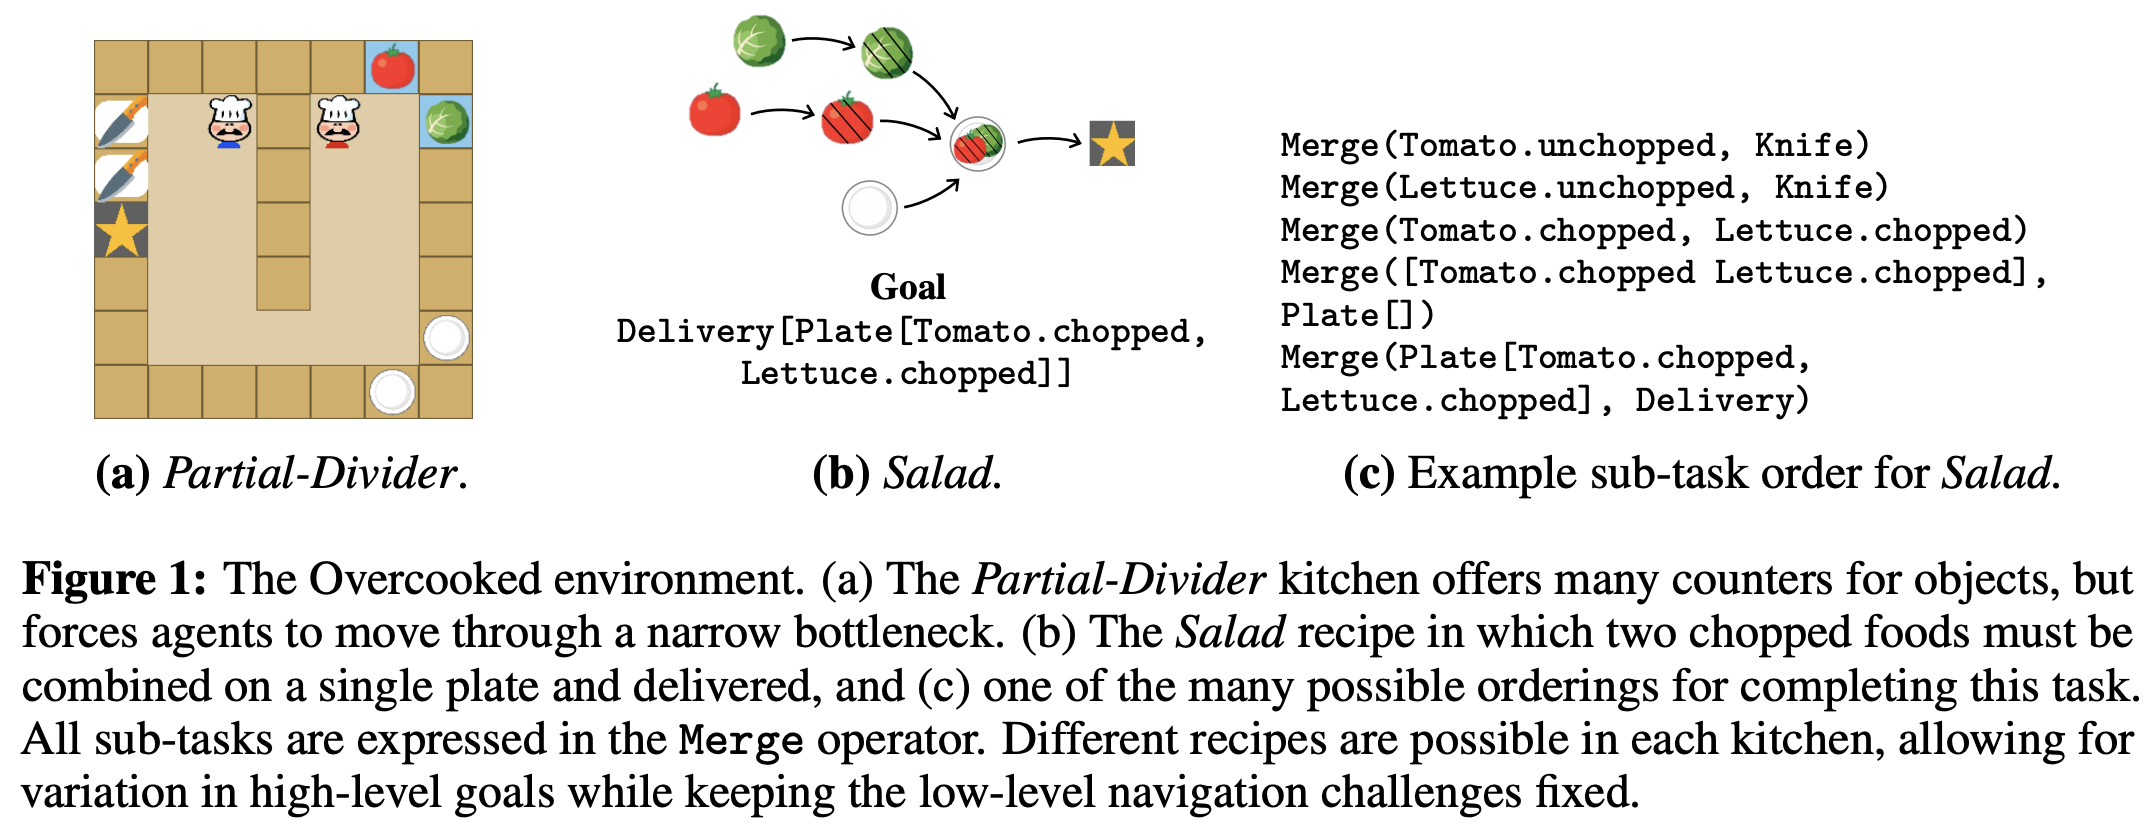 Goal
Delivery[Plate[Tomato.chopped,
Lettuce.chopped]]
Merge(Tomato.unchopped, Knife)
Merge(Lettuce.unchopped, Knife)
Merge(Tomato.chopped, Lettuce.chopped)
Merge([Tomato.chopped Lettuce.chopped],
Plate[])
Merge(Plate[Tomato.chopped,
Lettuce.chopped], Delivery)
(a) Partial-Divider.
(b) Salad.
(c) Example sub-task order for Salad.
Figure 1: The Overcooked environment. (a) The Partial-Divider kitchen offers many counters for objects, but
forces agents to move through a narrow bottleneck. (b) The Salad recipe in which two chopped foods must be
combined on a single plate and delivered, and (c) one of the many possible orderings for completing this task.
All sub-tasks are expressed in the Merge operator. Different recipes are possible in each kitchen, allowing for
variation in high-level goals while keeping the low-level navigation challenges fixed.